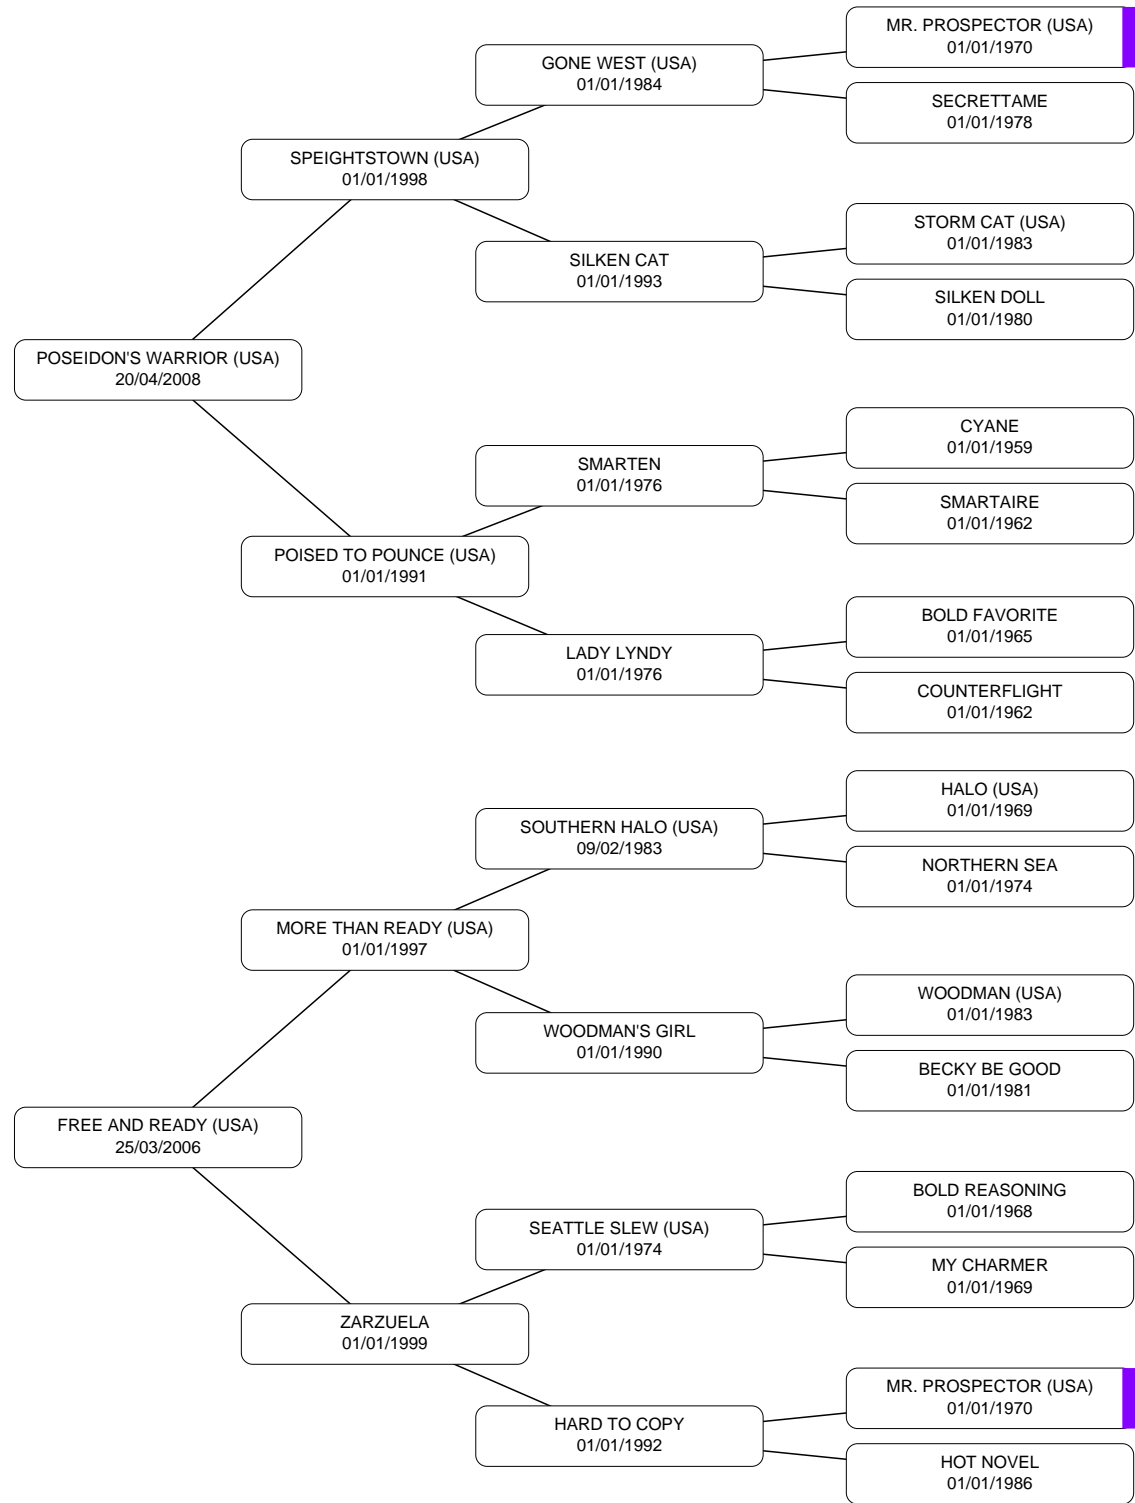 MR. PROSPECTOR (USA)
01/01/1970
GONE WEST (USA)
01/01/1984
SECRETTAME
01/01/1978
SPEIGHTSTOWN (USA)
01/01/1998
STORM CAT (USA)
01/01/1983
SILKEN CAT
01/01/1993
SILKEN DOLL
01/01/1980
POSEIDON'S WARRIOR (USA)
20/04/2008
CYANE
01/01/1959
SMARTEN
01/01/1976
SMARTAIRE
01/01/1962
POISED TO POUNCE (USA)
01/01/1991
BOLD FAVORITE
01/01/1965
LADY LYNDY
01/01/1976
COUNTERFLIGHT
01/01/1962
HALO (USA)
01/01/1969
SOUTHERN HALO (USA)
09/02/1983
NORTHERN SEA
01/01/1974
MORE THAN READY (USA)
01/01/1997
WOODMAN (USA)
01/01/1983
WOODMAN'S GIRL
01/01/1990
BECKY BE GOOD
01/01/1981
FREE AND READY (USA)
25/03/2006
BOLD REASONING
01/01/1968
SEATTLE SLEW (USA)
01/01/1974
MY CHARMER
01/01/1969
ZARZUELA
01/01/1999
MR. PROSPECTOR (USA)
01/01/1970
HARD TO COPY
01/01/1992
HOT NOVEL
01/01/1986